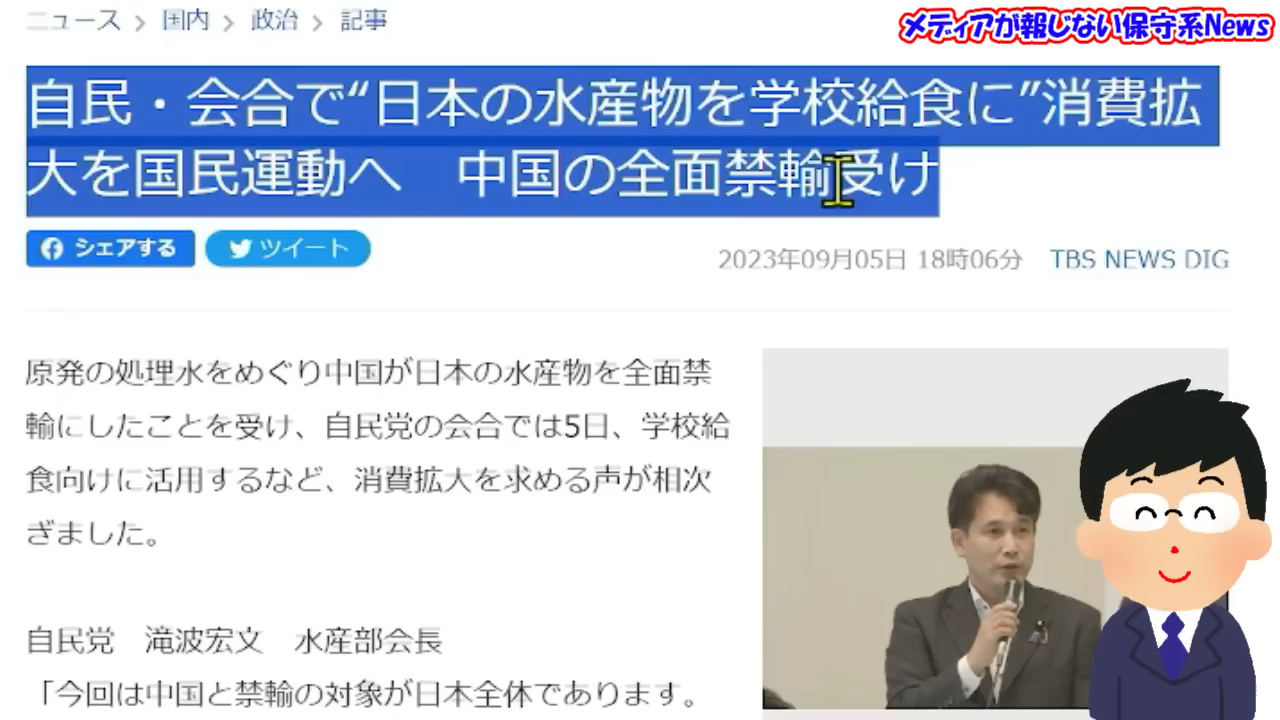 ニュース > 国内 > 政治 > 記事
メディアが報じない保守系News
自民・会合で“日本の水産物を学校給食に”消費拡
大を国民運動へ　中国の全面禁輸受け
シェアする ツイート
2023年09月05日 18時06分 TBS NEWS DIG
原発の処理水をめぐり中国が日本の水産物を全面禁
輸にしたことを受け、自民党の会合では5日、学校給
食向けに活用するなど、消費拡大を求める声が相次
ぎました。
自民党　滝波宏文　水産部会長
「今回は中国と禁輸の対象が日本全体であります。